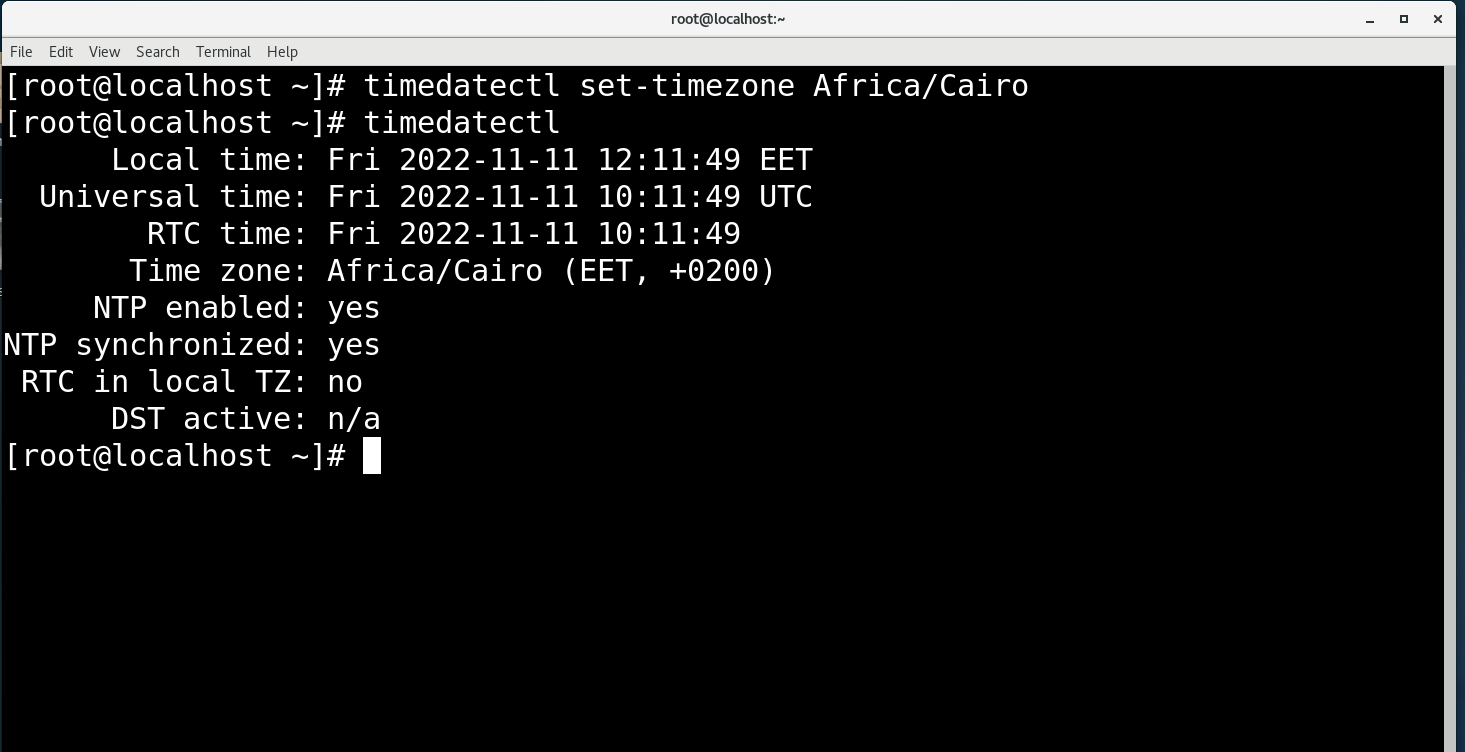 root@localhost:~
File Edit View Search Terminal Help
[root@localhost ~]# timedatectl set-timezone Africa/Cairo
[root@localhost ~]# timedatectl
      Local time: Fri 2022-11-11 12:11:49 EET
  Universal time: Fri 2022-11-11 10:11:49 UTC
        RTC time: Fri 2022-11-11 10:11:49
       Time zone: Africa/Cairo (EET, +0200)
     NTP enabled: yes
NTP synchronized: yes
 RTC in local TZ: no
      DST active: n/a
[root@localhost ~]#